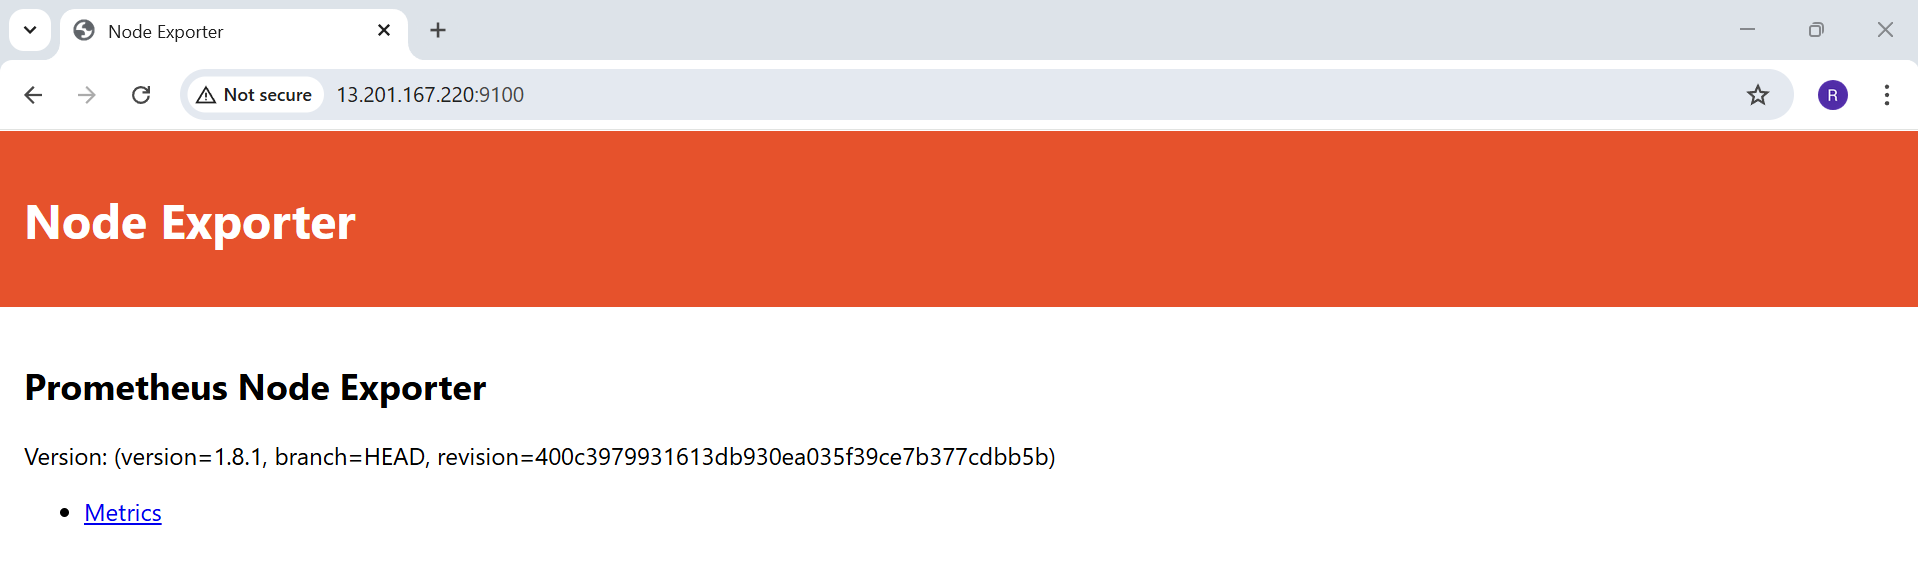 Node Exporter
Not secure 13.201.167.220:9100
R
Node Exporter
Prometheus Node Exporter
Version: (version=1.8.1, branch=HEAD, revision=400c3979931613db930ea035f39ce7b377cdbb5b)
Metrics